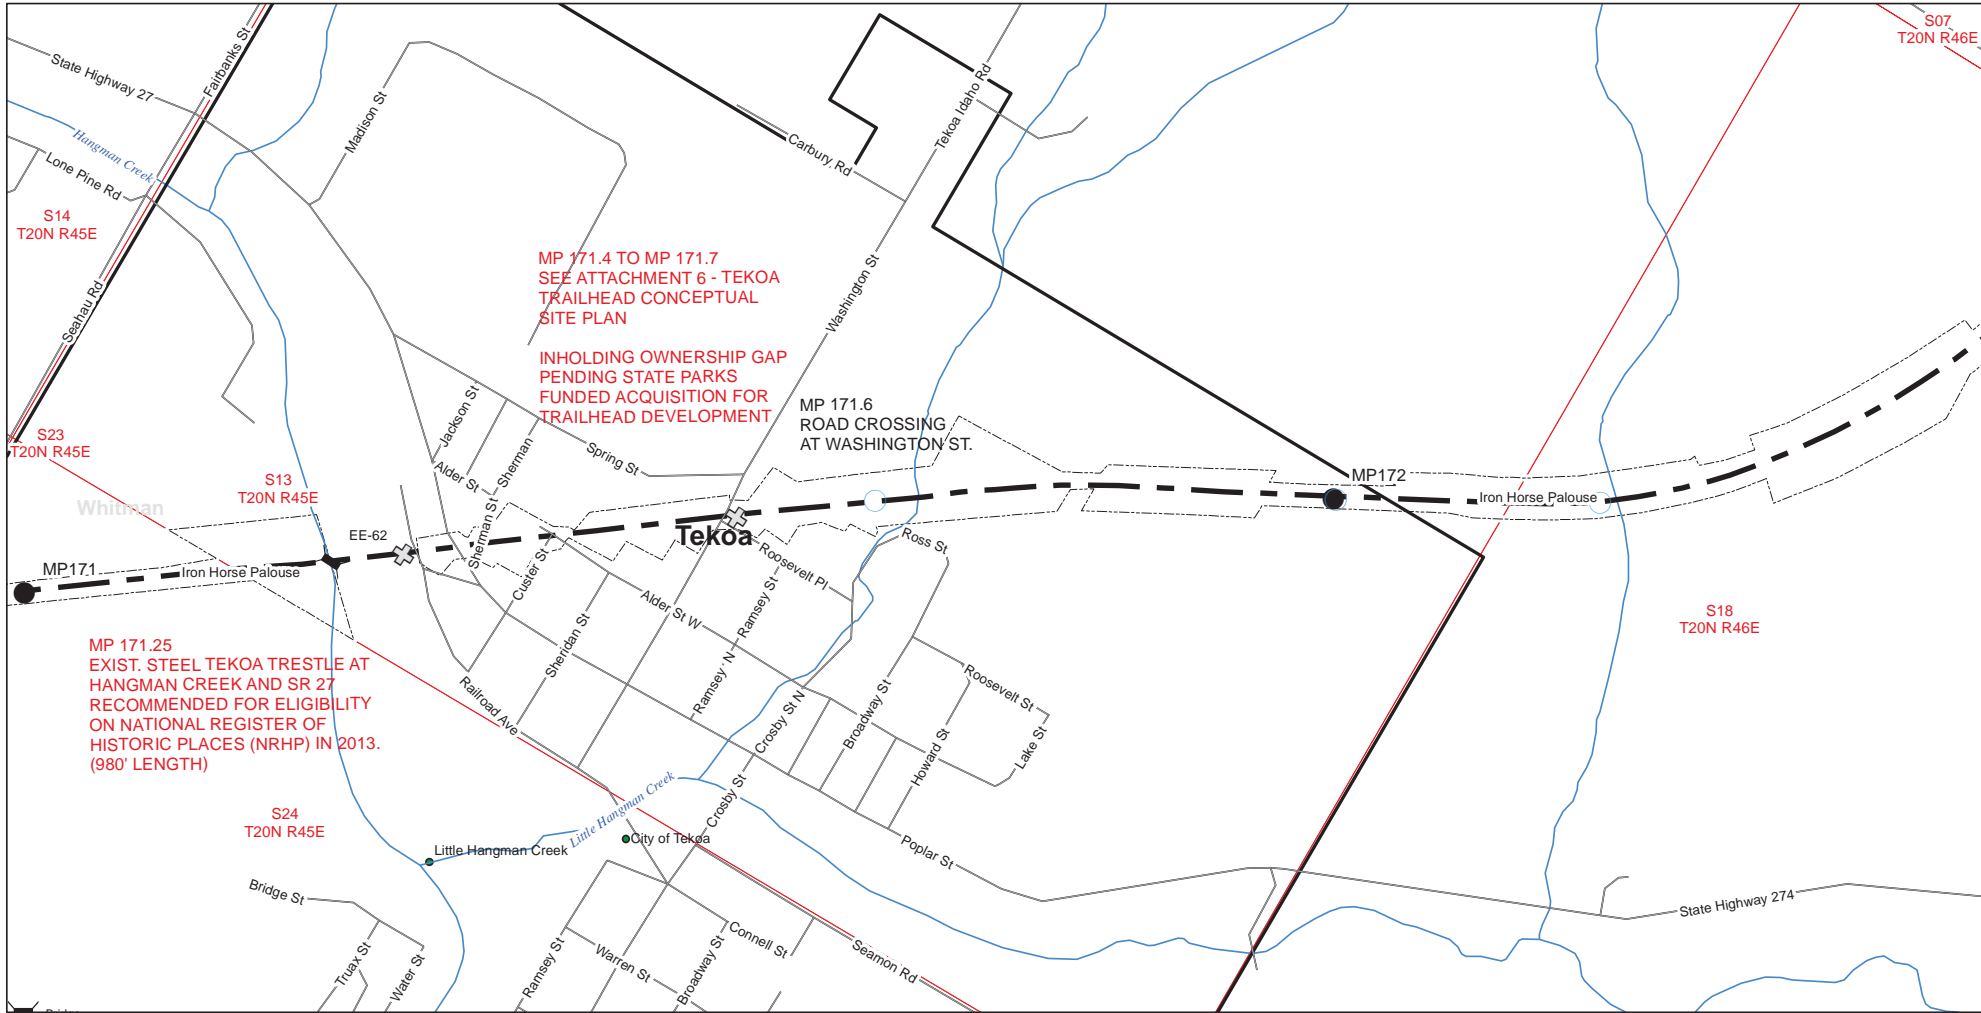 S07
T20N R46E
State Highway 27
Fairbanks St
Madison St
Tekoa Idaho Rd
Carbury Rd
Hangman Creek
Lone Pine Rd
S14
T20N R45E
Seahau Rd
Washington St
MP 171.4 TO MP 171.7
SEE ATTACHMENT 6 - TEKOA
TRAILHEAD CONCEPTUAL
SITE PLAN
INHOLDING OWNERSHIP GAP
PENDING STATE PARKS
FUNDED ACQUISITION FOR
TRAILHEAD DEVELOPMENT
MP 171.6
ROAD CROSSING
AT WASHINGTON ST.
S23
T20N R45E
Jackson St
Sherman
Spring St
Alder St
S13
T20N R45E
Whitman
MP172
Iron Horse Palouse
EE-62
Sherman St
Tekoa
Ross St
Roosevelt Pl
MP171
Iron Horse Palouse
Custer St
Ramsey St
Alder St W
Sheridan St
S18
T20N R46E
MP 171.25
EXIST. STEEL TEKOA TRESTLE AT
HANGMAN CREEK AND SR 27
RECOMMENDED FOR ELIGIBILITY
ON NATIONAL REGISTER OF
HISTORIC PLACES (NRHP) IN 2013.
(980' LENGTH)
Ramsey N
Railroad Ave
Roosevelt St
Crosby St N
Broadway St
Howard St
Lake St
Crosby St
Little Hangman Creek
S24
T20N R45E
City of Tekoa
Little Hangman Creek
Poplar St
Bridge St
State Highway 274
Connell St
Seamon Rd
Warren St
Truax St
Water St
Ramsey St
Broadway St